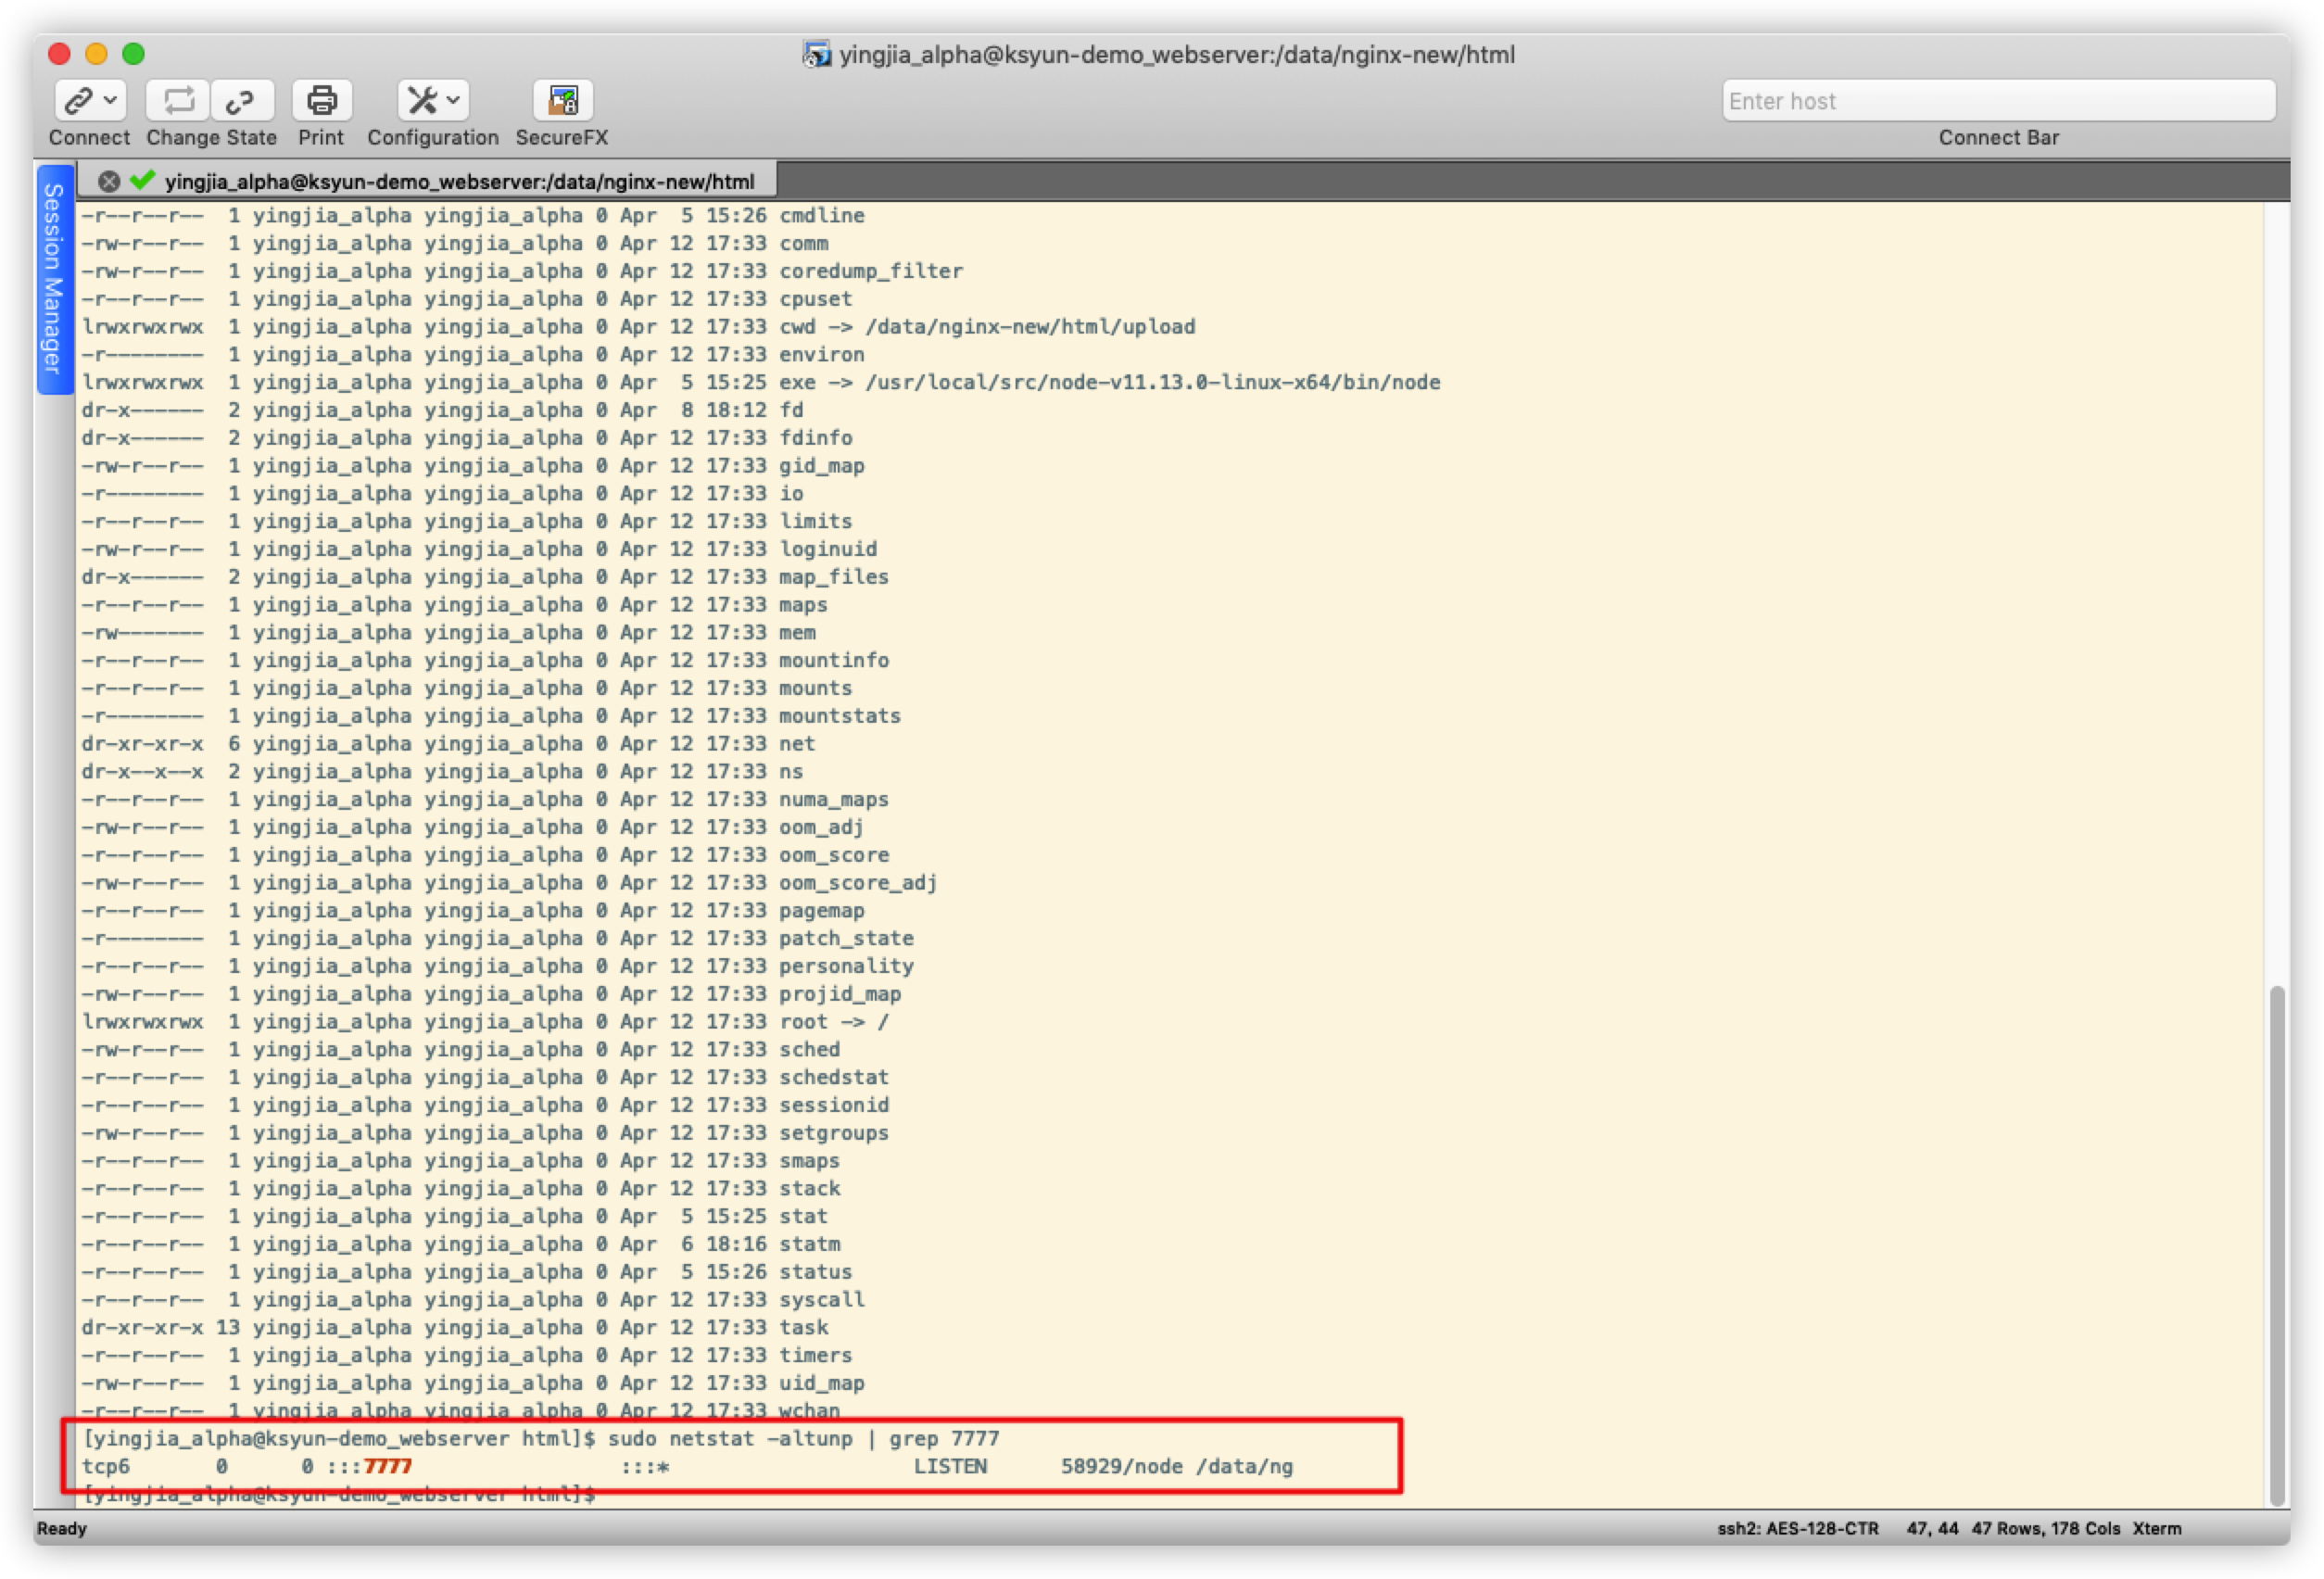 yingjia_alpha@ksyun-demo_webserver:/data/nginx-new/html
Enter host
Connect Change State Print Configuration SecureFX Connect Bar
Session Manager
yingjia_alpha@ksyun-demo_webserver:/data/nginx-new/html
-r--r--r-- 1 yingjia_alpha yingjia_alpha 0 Apr 5 15:26 cmdline
-rw-r--r-- 1 yingjia_alpha yingjia_alpha 0 Apr 12 17:33 comm
-rw-r--r-- 1 yingjia_alpha yingjia_alpha 0 Apr 12 17:33 coredump_filter
-r--r--r-- 1 yingjia_alpha yingjia_alpha 0 Apr 12 17:33 cpuset
lrwxrwxrwx 1 yingjia_alpha yingjia_alpha 0 Apr 12 17:33 cwd -> /data/nginx-new/html/upload
-r-------- 1 yingjia_alpha yingjia_alpha 0 Apr 12 17:33 environ
lrwxrwxrwx 1 yingjia_alpha yingjia_alpha 0 Apr 5 15:25 exe -> /usr/local/src/node-v11.13.0-linux-x64/bin/node
dr-x------ 2 yingjia_alpha yingjia_alpha 0 Apr 8 18:12 fd
dr-x------ 2 yingjia_alpha yingjia_alpha 0 Apr 12 17:33 fdinfo
-rw-r--r-- 1 yingjia_alpha yingjia_alpha 0 Apr 12 17:33 gid_map
-r-------- 1 yingjia_alpha yingjia_alpha 0 Apr 12 17:33 io
-r--r--r-- 1 yingjia_alpha yingjia_alpha 0 Apr 12 17:33 limits
-rw-r--r-- 1 yingjia_alpha yingjia_alpha 0 Apr 12 17:33 loginuid
dr-x------ 2 yingjia_alpha yingjia_alpha 0 Apr 12 17:33 map_files
-r--r--r-- 1 yingjia_alpha yingjia_alpha 0 Apr 12 17:33 maps
-rw------- 1 yingjia_alpha yingjia_alpha 0 Apr 12 17:33 mem
-r--r--r-- 1 yingjia_alpha yingjia_alpha 0 Apr 12 17:33 mountinfo
-r--r--r-- 1 yingjia_alpha yingjia_alpha 0 Apr 12 17:33 mounts
-r-------- 1 yingjia_alpha yingjia_alpha 0 Apr 12 17:33 mountstats
dr-xr-xr-x 6 yingjia_alpha yingjia_alpha 0 Apr 12 17:33 net
dr-x--x--x 2 yingjia_alpha yingjia_alpha 0 Apr 12 17:33 ns
-r--r--r-- 1 yingjia_alpha yingjia_alpha 0 Apr 12 17:33 numa_maps
-rw-r--r-- 1 yingjia_alpha yingjia_alpha 0 Apr 12 17:33 oom_adj
-r--r--r-- 1 yingjia_alpha yingjia_alpha 0 Apr 12 17:33 oom_score
-rw-r--r-- 1 yingjia_alpha yingjia_alpha 0 Apr 12 17:33 oom_score_adj
-r--r--r-- 1 yingjia_alpha yingjia_alpha 0 Apr 12 17:33 pagemap
-r-------- 1 yingjia_alpha yingjia_alpha 0 Apr 12 17:33 patch_state
-r--r--r-- 1 yingjia_alpha yingjia_alpha 0 Apr 12 17:33 personality
-rw-r--r-- 1 yingjia_alpha yingjia_alpha 0 Apr 12 17:33 projid_map
lrwxrwxrwx 1 yingjia_alpha yingjia_alpha 0 Apr 12 17:33 root -> /
-rw-r--r-- 1 yingjia_alpha yingjia_alpha 0 Apr 12 17:33 sched
-r--r--r-- 1 yingjia_alpha yingjia_alpha 0 Apr 12 17:33 schedstat
-r--r--r-- 1 yingjia_alpha yingjia_alpha 0 Apr 12 17:33 sessionid
-rw-r--r-- 1 yingjia_alpha yingjia_alpha 0 Apr 12 17:33 setgroups
-r--r--r-- 1 yingjia_alpha yingjia_alpha 0 Apr 12 17:33 smaps
-r--r--r-- 1 yingjia_alpha yingjia_alpha 0 Apr 12 17:33 stack
-r--r--r-- 1 yingjia_alpha yingjia_alpha 0 Apr 5 15:25 stat
-r--r--r-- 1 yingjia_alpha yingjia_alpha 0 Apr 6 18:16 statm
-r--r--r-- 1 yingjia_alpha yingjia_alpha 0 Apr 5 15:26 status
-r--r--r-- 1 yingjia_alpha yingjia_alpha 0 Apr 12 17:33 syscall
dr-xr-xr-x 13 yingjia_alpha yingjia_alpha 0 Apr 12 17:33 task
-r--r--r-- 1 yingjia_alpha yingjia_alpha 0 Apr 12 17:33 timers
-rw-r--r-- 1 yingjia_alpha yingjia_alpha 0 Apr 12 17:33 uid_map
-r--r--r-- 1 yingjia_alpha yingjia_alpha 0 Apr 12 17:33 wchan
[yingjia_alpha@ksyun-demo_webserver html]$ sudo netstat -altunp | grep 7777
tcp6 0 0 :::7777 :::* LISTEN 58929/node /data/ng
[yingjia_alpha@ksyun-demo_webserver html]$
Ready ssh2: AES-128-CTR 47, 44 47 Rows, 178 Cols Xterm